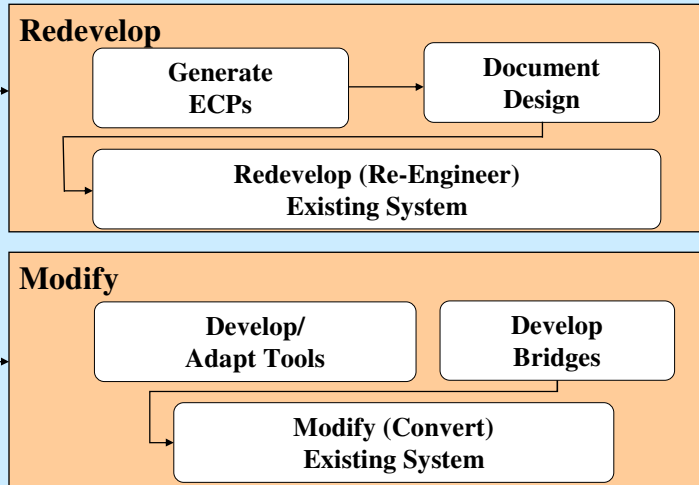 Redevelop
Generate
ECPs
Document
Design
Redevelop (Re-Engineer)
Existing System
Modify
Develop/
Adapt Tools
Develop
Bridges
Modify (Convert)
Existing System